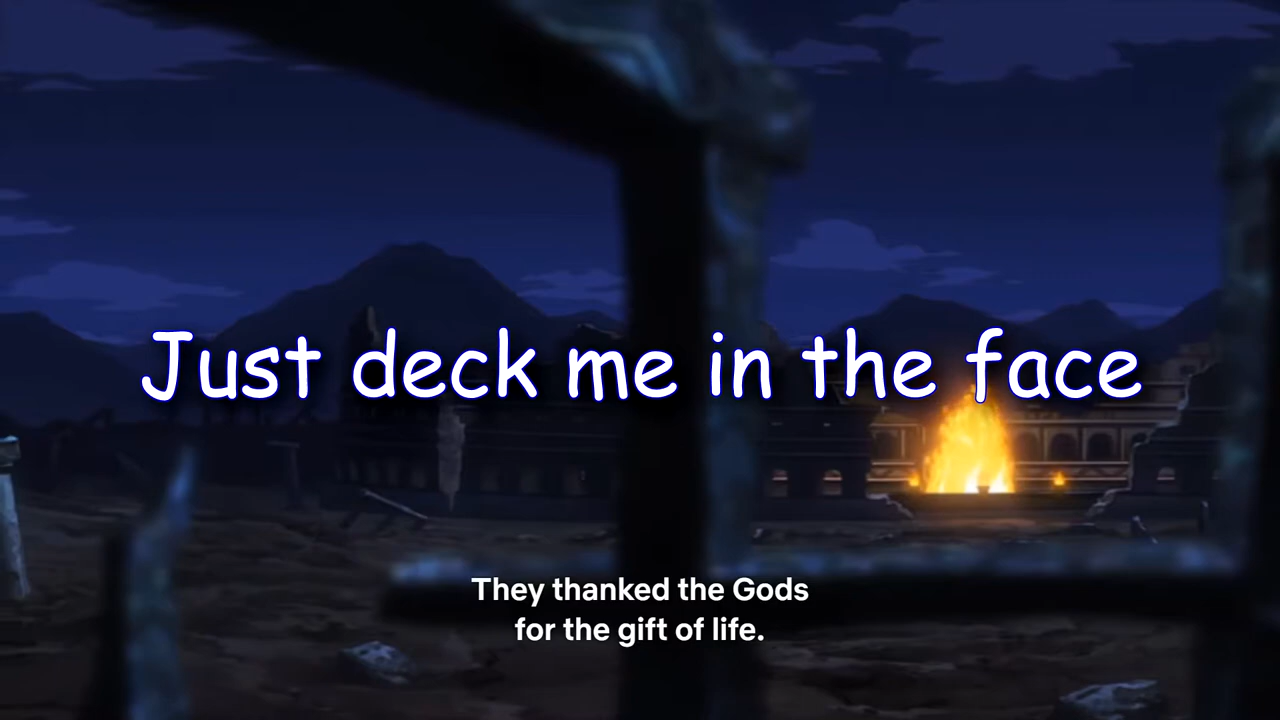 Just deck me in the face
They thanked the Gods
for the gift of life.